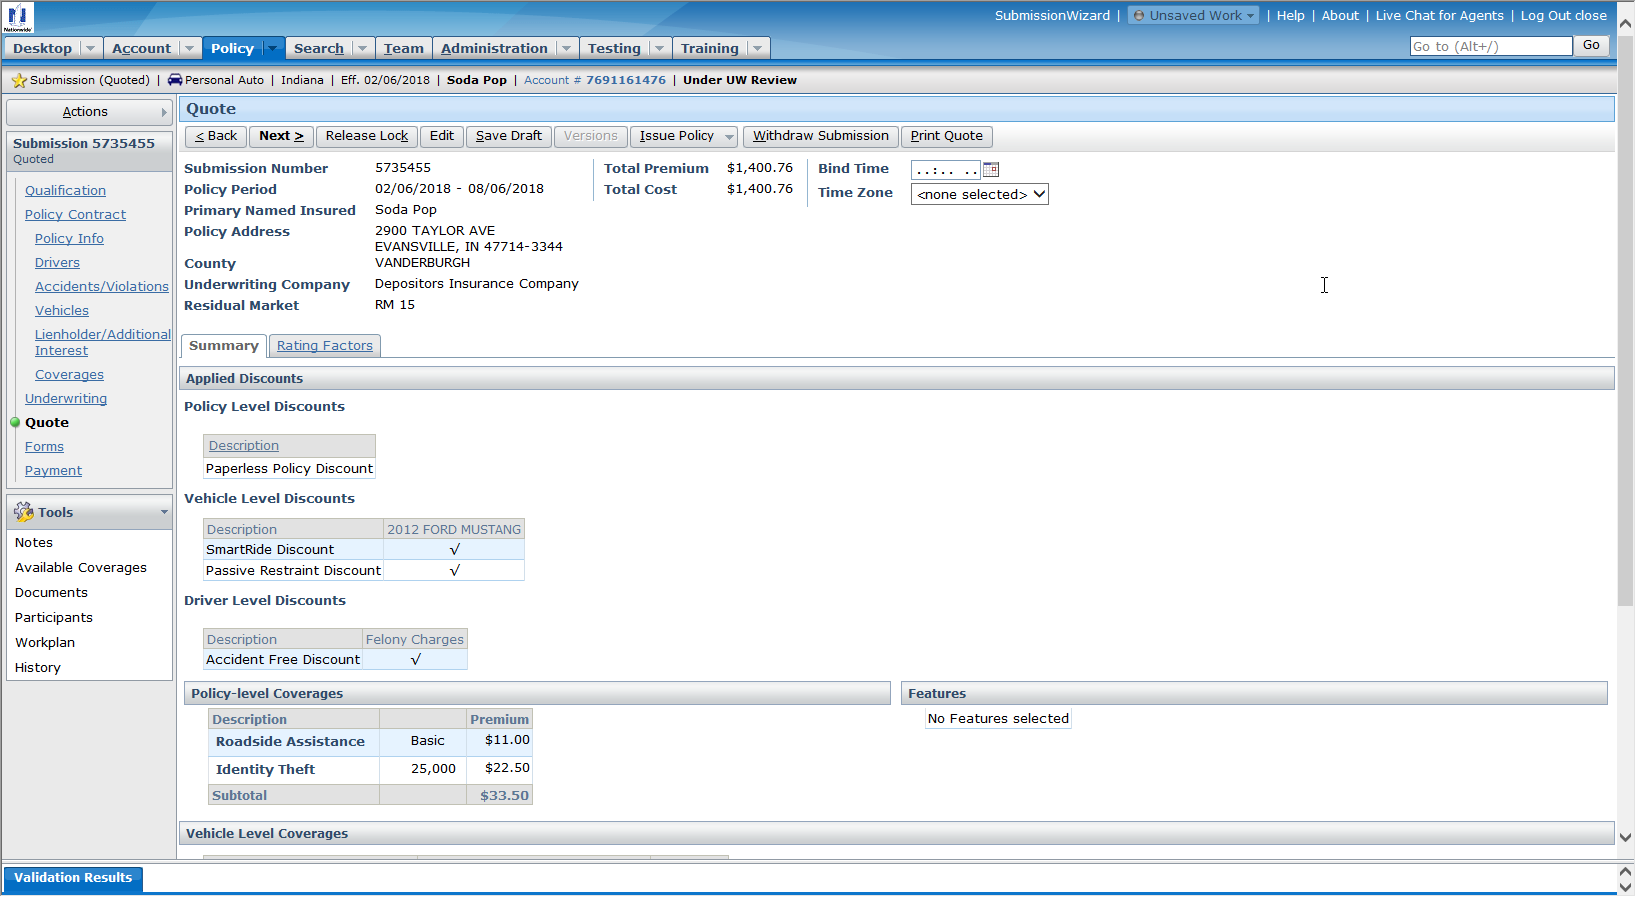 Nationwide
SubmissionWizard | Unsaved Work | Help | About | Live Chat for Agents | Log Out close
Desktop Account Policy Search Team Administration Testing Training Go to (Alt+/) Go
Submission (Quoted) | Personal Auto | Indiana | Eff. 02/06/2018 | Soda Pop | Account # 7691161476 | Under UW Review
Actions
Submission 5735455
Quoted
Qualification
Policy Contract
Policy Info
Drivers
Accidents/Violations
Vehicles
Lienholder/Additional
Interest
Coverages
Underwriting
Quote
Forms
Payment
Tools
Notes
Available Coverages
Documents
Participants
Workplan
History
Quote
< Back Next > Release Lock Edit Save Draft Versions Issue Policy Withdraw Submission Print Quote
Submission Number 5735455
Policy Period 02/06/2018 - 08/06/2018
Primary Named Insured Soda Pop
Policy Address 2900 TAYLOR AVE
EVANSVILLE, IN 47714-3344
County VANDERBURGH
Underwriting Company Depositors Insurance Company
Residual Market RM 15
Total Premium $1,400.76
Total Cost $1,400.76
Bind Time ..:.. ..
Time Zone <none selected>
Summary Rating Factors
Applied Discounts
Policy Level Discounts
Description
Paperless Policy Discount
Vehicle Level Discounts
Description 2012 FORD MUSTANG
SmartRide Discount √
Passive Restraint Discount √
Driver Level Discounts
Description Felony Charges
Accident Free Discount √
Policy-level Coverages
Description Premium
Roadside Assistance Basic $11.00
Identity Theft 25,000 $22.50
Subtotal $33.50
Features
No Features selected
Vehicle Level Coverages
Validation Results